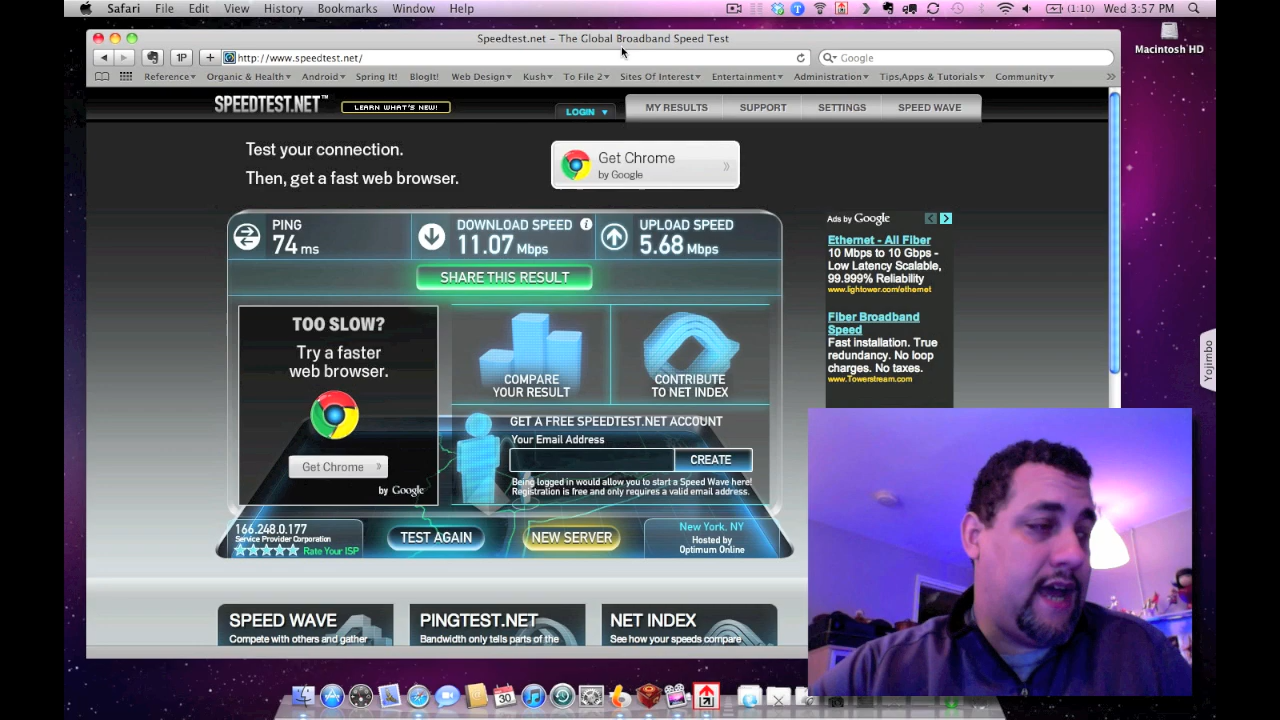 Safari File Edit View History Bookmarks Window Help
(1:10) Wed 3:57 PM
Macintosh HD
Speedtest.net - The Global Broadband Speed Test
1P
http://www.speedtest.net/
Google
Reference Organic & Health Android Spring it! BlogIt! Web Design Kush To File 2 Sites Of Interest Entertainment Administration Tips,Apps & Tutorials Community
SPEEDTEST.NET™
LEARN WHAT'S NEW!
LOGIN
MY RESULTS
SUPPORT
SETTINGS
SPEED WAVE
Test your connection.
Then, get a fast web browser.
Get Chrome
by Google
PING
74 ms
DOWNLOAD SPEED
11.07 Mbps
UPLOAD SPEED
5.68 Mbps
SHARE THIS RESULT
TOO SLOW?
Try a faster
web browser.
Get Chrome
by Google
COMPARE
YOUR RESULT
CONTRIBUTE
TO NET INDEX
GET A FREE SPEEDTEST.NET ACCOUNT
Your Email Address
CREATE
Being logged in would allow you to start a Speed Wave here!
Registration is free and only requires a valid email address.
166.248.0.177
Service Provider Corporation
Rate Your ISP
TEST AGAIN
NEW SERVER
New York, NY
Hosted by
Optimum Online
Ads by Google
Ethernet - All Fiber
10 Mbps to 10 Gbps -
Low Latency Scalable,
99.999% Reliability
www.lightower.com/ethernet
Fiber Broadband
Speed
Fast installation. True
redundancy. No loop
charges. No taxes.
www.Towerstream.com
Yojimbo
SPEED WAVE
Compete with others and gather
PINGTEST.NET
Bandwidth only tells parts of the
NET INDEX
See how your speeds compare
30